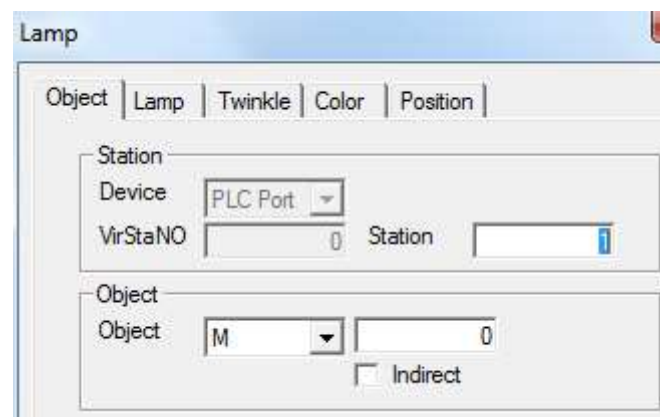 Lamp
Object Lamp Twinkle Color Position
Station
Device PLC Port
VirStaNO 0 Station 1
Object
Object M 0
Indirect